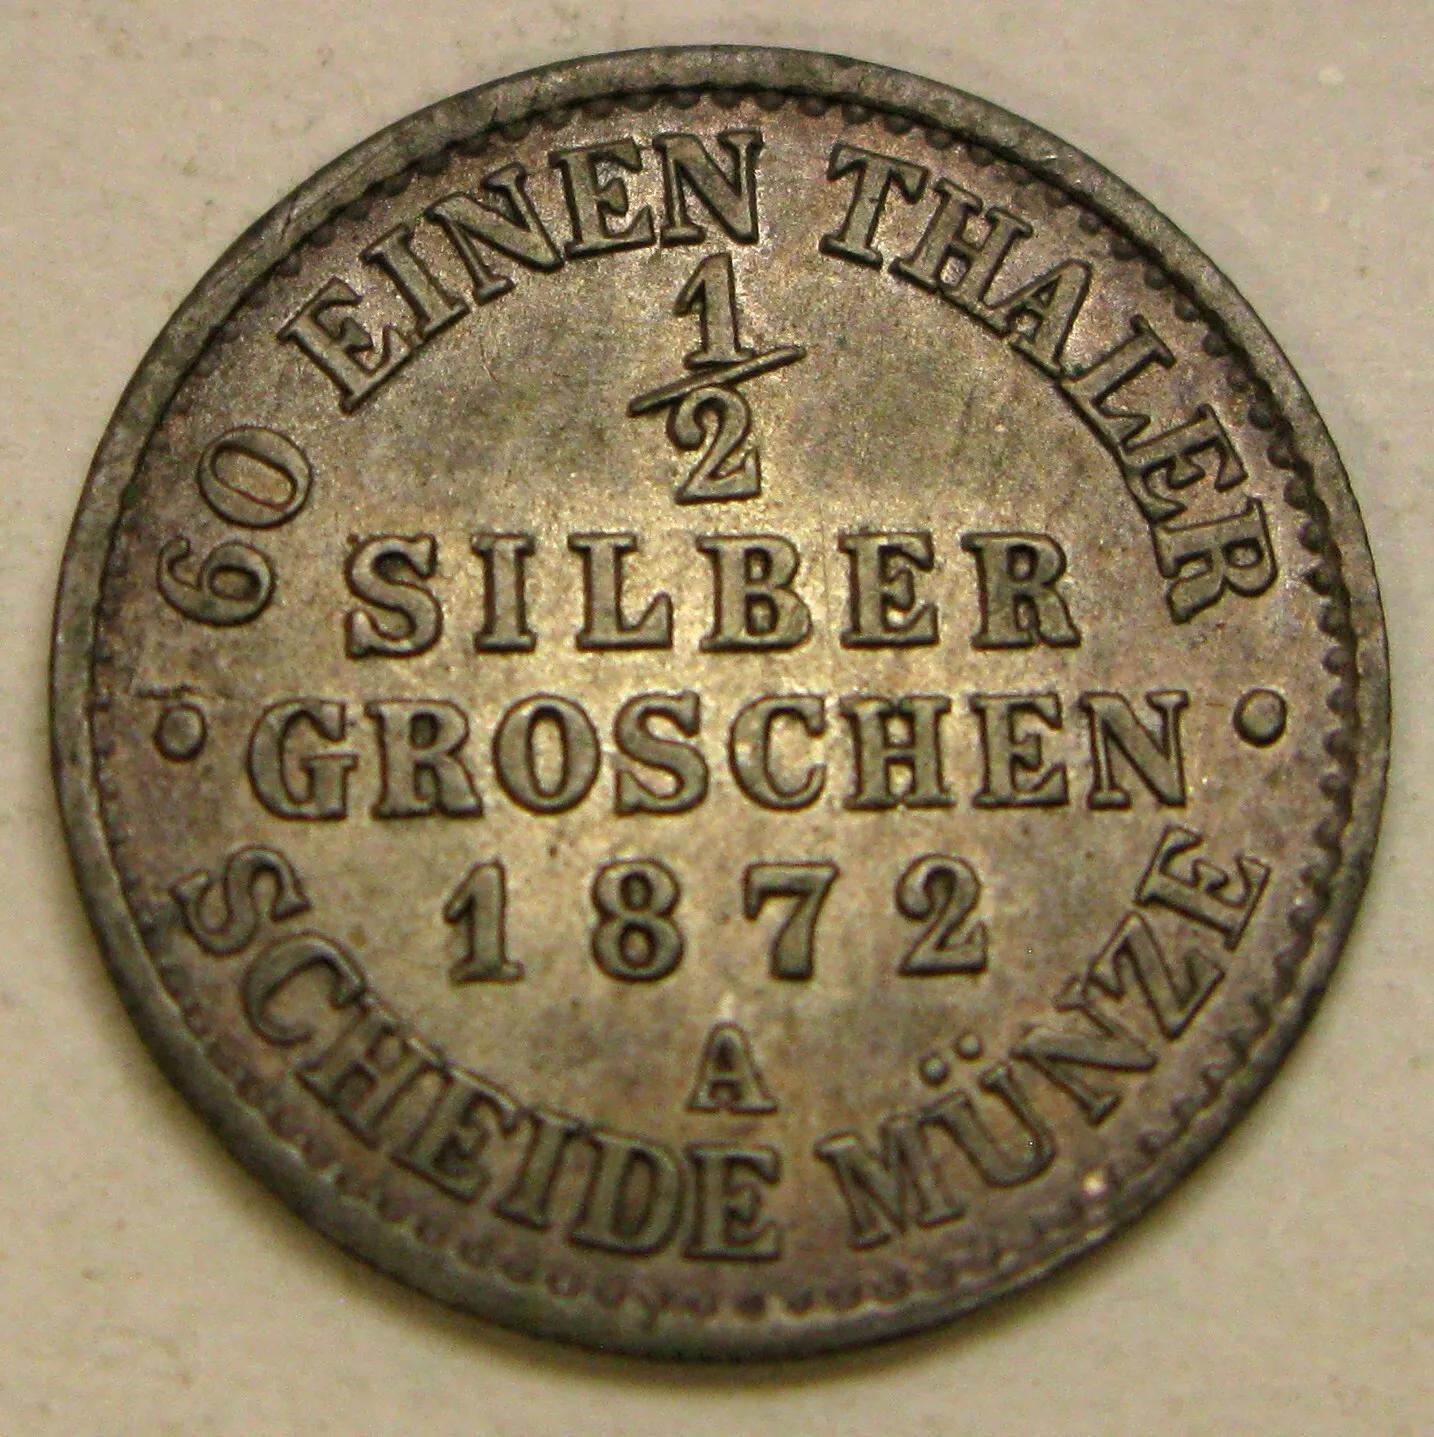 60 EINEN THALER
1/2
SILBER
GROSCHEN
1872
A
SCHEIDE MÜNZE